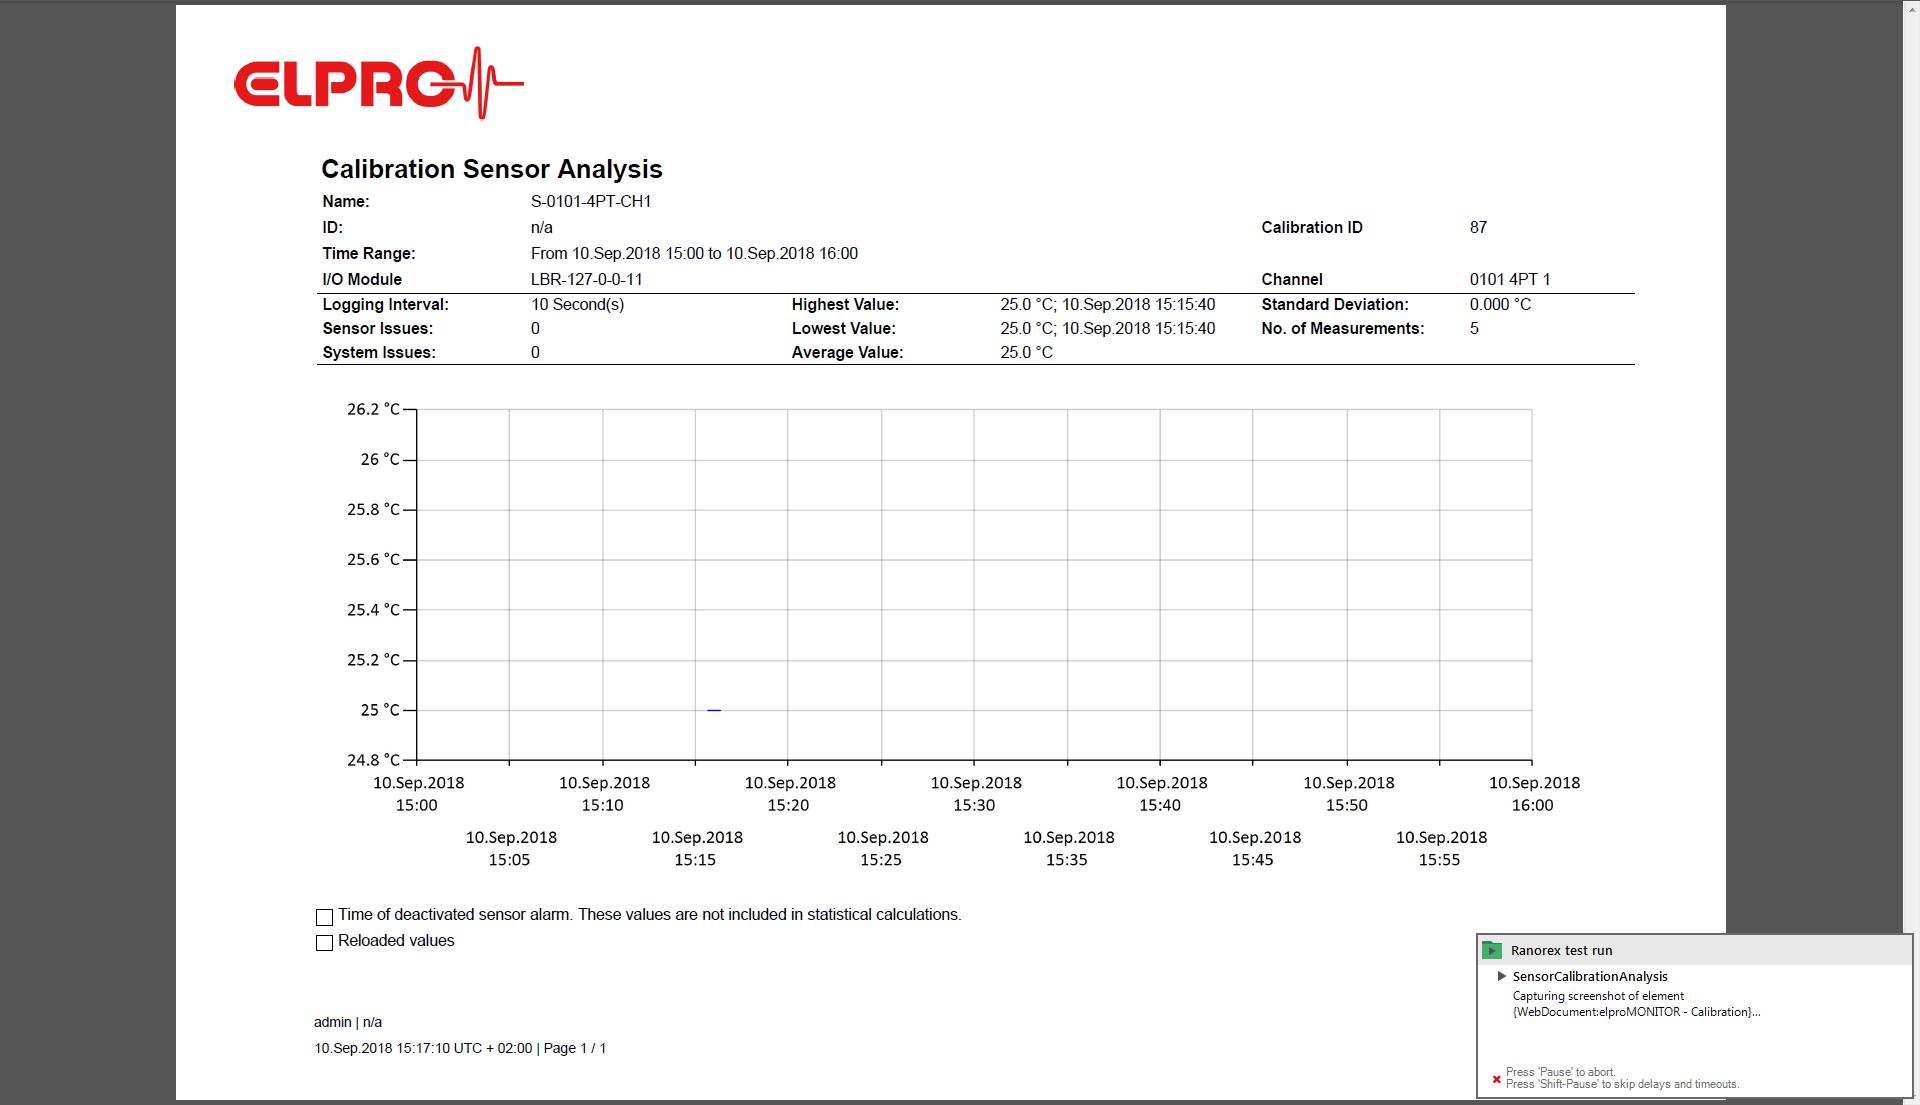 ELPRO
Calibration Sensor Analysis
Name: S-0101-4PT-CH1
ID: n/a Calibration ID 87
Time Range: From 10.Sep.2018 15:00 to 10.Sep.2018 16:00
I/O Module LBR-127-0-0-11 Channel 0101 4PT 1
Logging Interval: 10 Second(s) Highest Value: 25.0 °C; 10.Sep.2018 15:15:40 Standard Deviation: 0.000 °C
Sensor Issues: 0 Lowest Value: 25.0 °C; 10.Sep.2018 15:15:40 No. of Measurements: 5
System Issues: 0 Average Value: 25.0 °C
26.2 °C
26 °C
25.8 °C
25.6 °C
25.4 °C
25.2 °C
25 °C
24.8 °C
10.Sep.2018 10.Sep.2018 10.Sep.2018 10.Sep.2018 10.Sep.2018 10.Sep.2018 10.Sep.2018
15:00 15:10 15:20 15:30 15:40 15:50 16:00
10.Sep.2018 10.Sep.2018 10.Sep.2018 10.Sep.2018 10.Sep.2018 10.Sep.2018
15:05 15:15 15:25 15:35 15:45 15:55
Time of deactivated sensor alarm. These values are not included in statistical calculations.
Reloaded values
admin | n/a
10.Sep.2018 15:17:10 UTC + 02:00 | Page 1 / 1
Ranorex test run
SensorCalibrationAnalysis
Capturing screenshot of element
{WebDocument:elproMONITOR - Calibration}...
Press 'Pause' to abort.
Press 'Shift-Pause' to skip delays and timeouts.